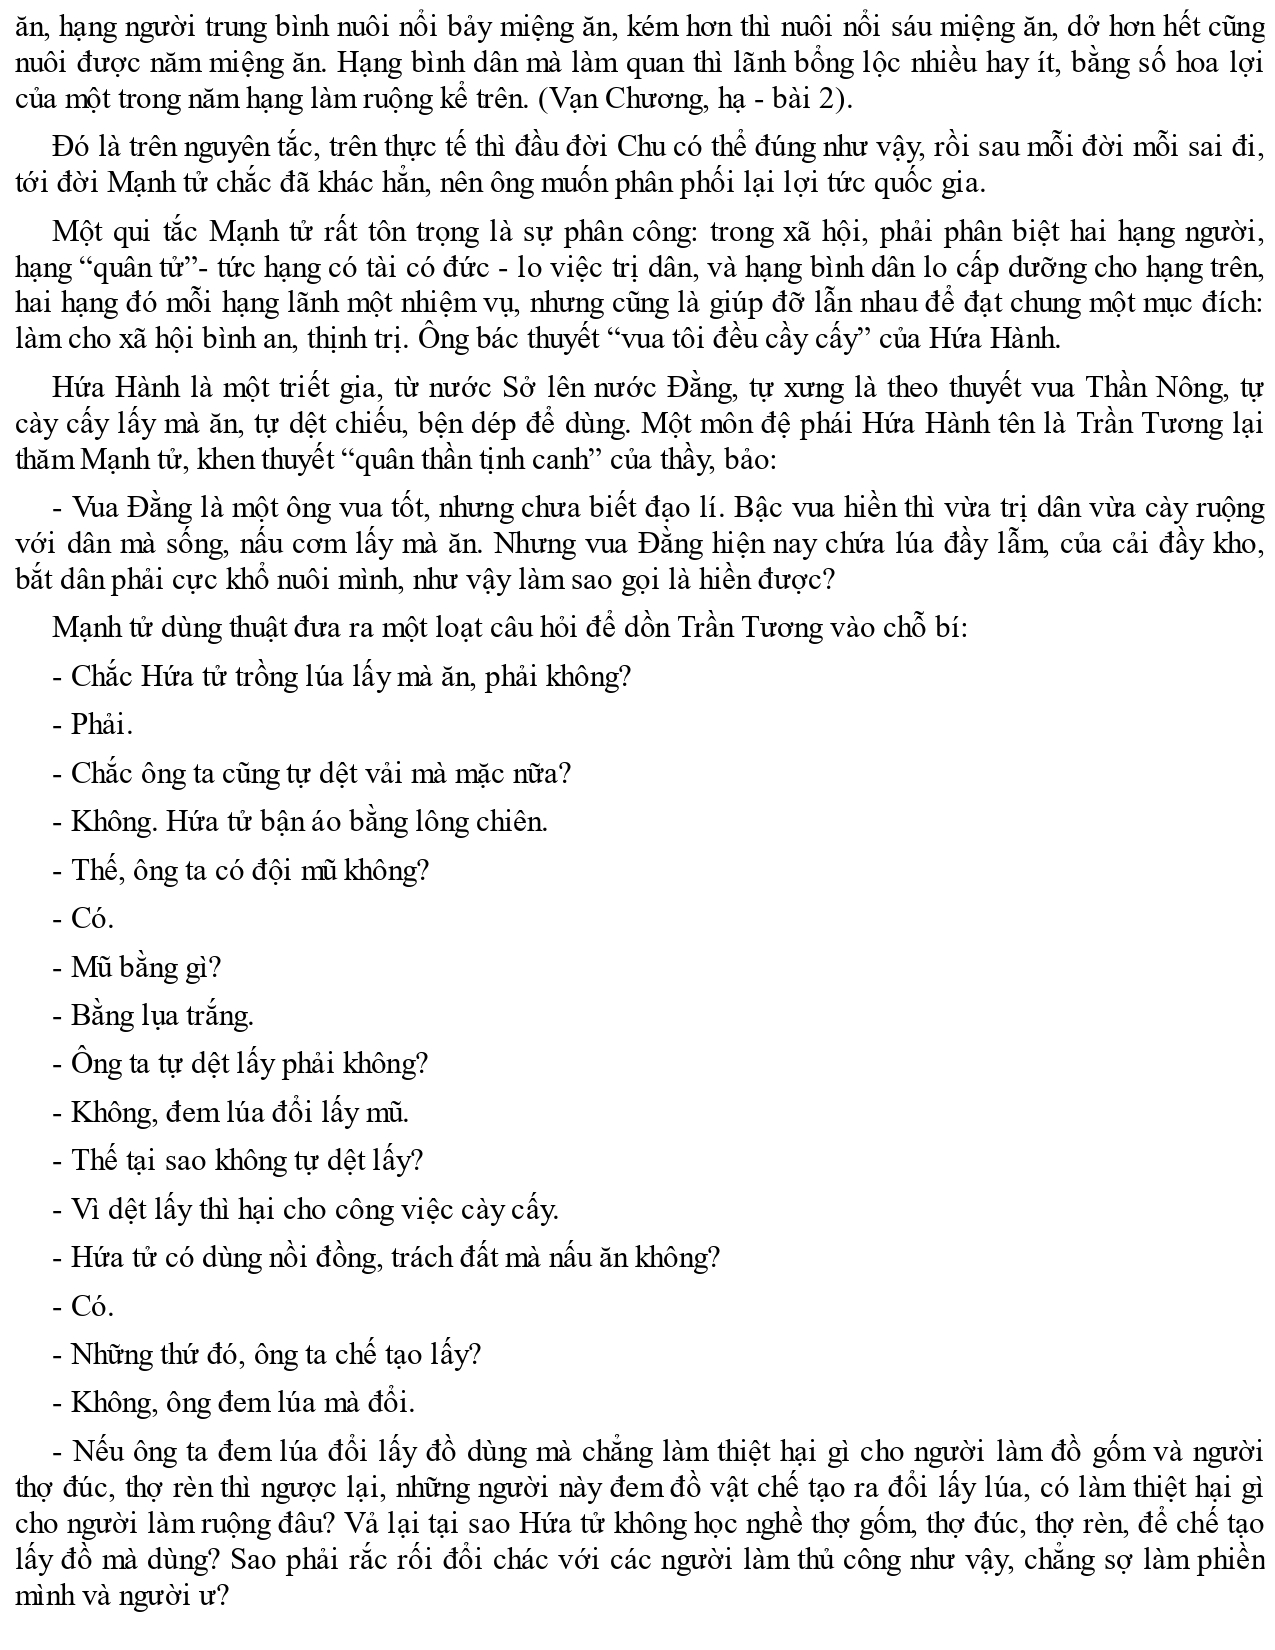 ăn, hạng người trung bình nuôi nổi bảy miệng ăn, kém hơn thì nuôi nổi sáu miệng ăn, dở hơn hết cũng
nuôi được năm miệng ăn. Hạng bình dân mà làm quan thì lãnh bổng lộc nhiều hay ít, bằng số hoa lợi
của một trong năm hạng làm ruộng kể trên. (Vạn Chương, hạ - bài 2).
Đó là trên nguyên tắc, trên thực tế thì đầu đời Chu có thể đúng như vậy, rồi sau mỗi đời mỗi sai đi,
tới đời Mạnh tử chắc đã khác hẳn, nên ông muốn phân phối lại lợi tức quốc gia.
Một qui tắc Mạnh tử rất tôn trọng là sự phân công: trong xã hội, phải phân biệt hai hạng người,
hạng “quân tử”- tức hạng có tài có đức - lo việc trị dân, và hạng bình dân lo cấp dưỡng cho hạng trên,
hai hạng đó mỗi hạng lãnh một nhiệm vụ, nhưng cũng là giúp đỡ lẫn nhau để đạt chung một mục đích:
làm cho xã hội bình an, thịnh trị. Ông bác thuyết “vua tôi đều cầy cấy” của Hứa Hành.
Hứa Hành là một triết gia, từ nước Sở lên nước Đằng, tự xưng là theo thuyết vua Thần Nông, tự
cày cấy lấy mà ăn, tự dệt chiếu, bện dép để dùng. Một môn đệ phái Hứa Hành tên là Trần Tương lại
thăm Mạnh tử, khen thuyết “quân thần tịnh canh” của thầy, bảo:
- Vua Đằng là một ông vua tốt, nhưng chưa biết đạo lí. Bậc vua hiền thì vừa trị dân vừa cày ruộng
với dân mà sống, nấu cơm lấy mà ăn. Nhưng vua Đằng hiện nay chứa lúa đầy lẫm, của cải đầy kho,
bắt dân phải cực khổ nuôi mình, như vậy làm sao gọi là hiền được?
Mạnh tử dùng thuật đưa ra một loạt câu hỏi để dồn Trần Tương vào chỗ bí:
- Chắc Hứa tử trồng lúa lấy mà ăn, phải không?
- Phải.
- Chắc ông ta cũng tự dệt vải mà mặc nữa?
- Không. Hứa tử bận áo bằng lông chiên.
- Thế, ông ta có đội mũ không?
- Có.
- Mũ bằng gì?
- Bằng lụa trắng.
- Ông ta tự dệt lấy phải không?
- Không, đem lúa đổi lấy mũ.
- Thế tại sao không tự dệt lấy?
- Vì dệt lấy thì hại cho công việc cày cấy.
- Hứa tử có dùng nồi đồng, trách đất mà nấu ăn không?
- Có.
- Những thứ đó, ông ta chế tạo lấy?
- Không, ông đem lúa mà đổi.
- Nếu ông ta đem lúa đổi lấy đồ dùng mà chẳng làm thiệt hại gì cho người làm đồ gốm và người
thợ đúc, thợ rèn thì ngược lại, những người này đem đồ vật chế tạo ra đổi lấy lúa, có làm thiệt hại gì
cho người làm ruộng đâu? Vả lại tại sao Hứa tử không học nghề thợ gốm, thợ đúc, thợ rèn, để chế tạo
lấy đồ mà dùng? Sao phải rắc rối đổi chác với các người làm thủ công như vậy, chẳng sợ làm phiền
mình và người ư?